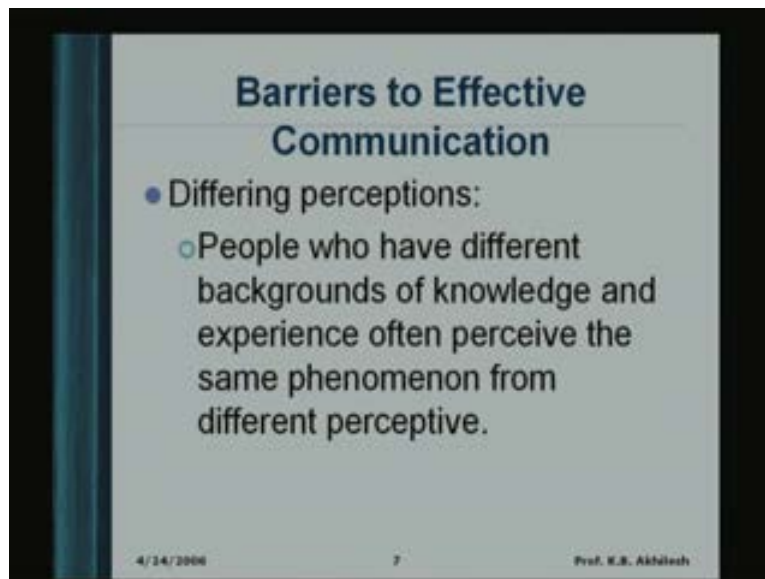 Barriers to Effective
Communication
Differing perceptions:
People who have different
backgrounds of knowledge and
experience often perceive the
same phenomenon from
different perceptive.
4/24/2006 7 Prof. K.B. Akhilesh